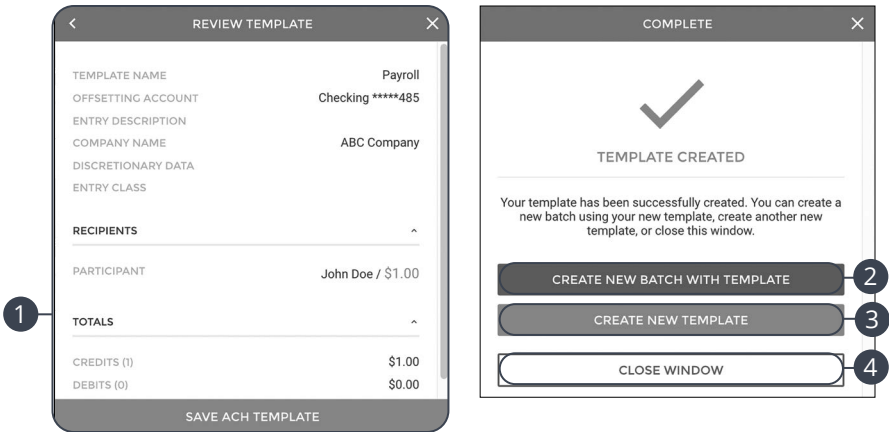 REVIEW TEMPLATE
TEMPLATE NAME Payroll
OFFSETTING ACCOUNT Checking *****485
ENTRY DESCRIPTION
COMPANY NAME ABC Company
DISCRETIONARY DATA
ENTRY CLASS
RECIPIENTS
PARTICIPANT John Doe / $1.00
1
TOTALS
CREDITS (1) $1.00
DEBITS (0) $0.00
SAVE ACH TEMPLATE
COMPLETE
TEMPLATE CREATED
Your template has been successfully created. You can create a
new batch using your new template, create another new
template, or close this window.
CREATE NEW BATCH WITH TEMPLATE 2
CREATE NEW TEMPLATE 3
CLOSE WINDOW 4